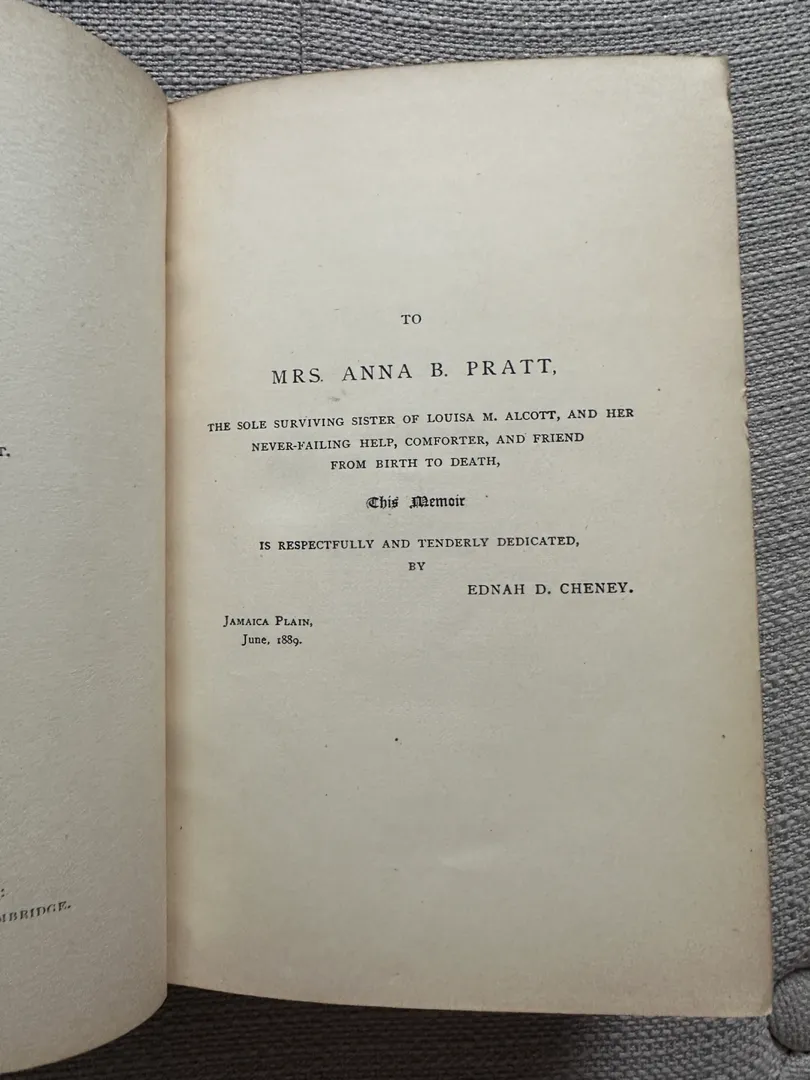 T.
:
MBRIDGE.
TO
MRS. ANNA B. PRATT,
THE SOLE SURVIVING SISTER OF LOUISA M. ALCOTT, AND HER
NEVER-FAILING HELP, COMFORTER, AND FRIEND
FROM BIRTH TO DEATH,
This Memoir
IS RESPECTFULLY AND TENDERLY DEDICATED,
BY
EDNAH D. CHENEY.
JAMAICA PLAIN,
June, 1889.